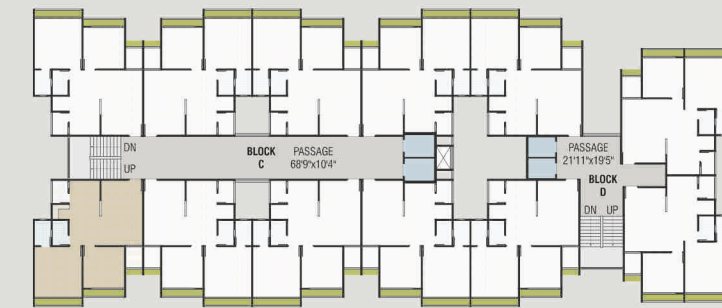 DN
UP
BLOCK
C
PASSAGE
68'9"x10'4"
PASSAGE
21'11"x19'5"
BLOCK
D
DN UP